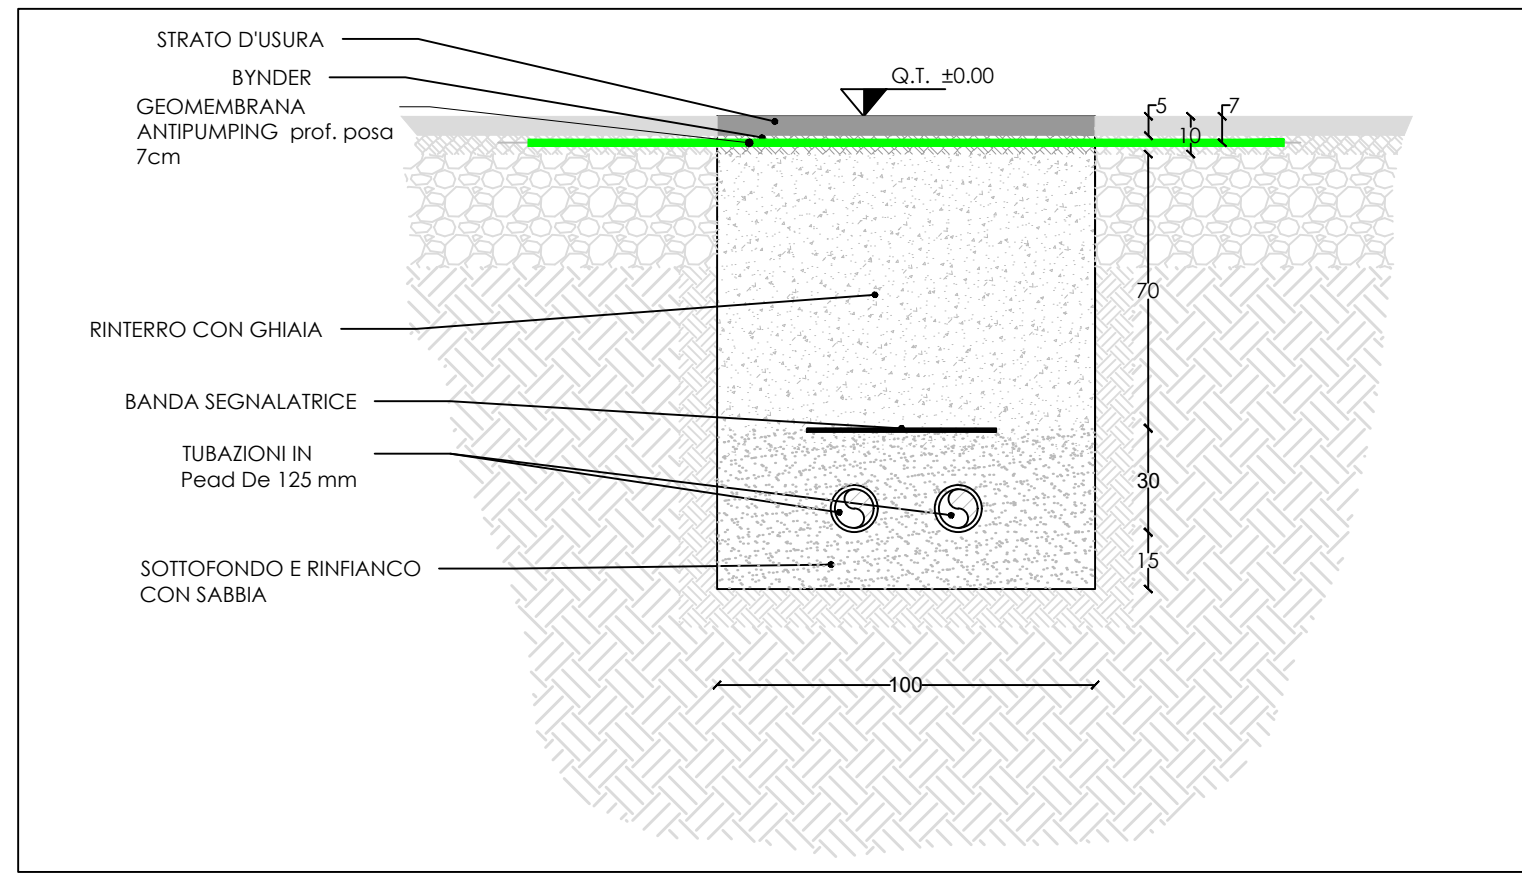 STRATO D'USURA
BYNDER
GEOMEMBRANA
ANTIPUMPING prof. posa
7cm
Q.T. ±0.00
5
10
7
70
RINTERRO CON GHIAIA
BANDA SEGNALATRICE
TUBAZIONI IN
Pead De 125 mm
30
15
SOTTOFONDO E RINFIANCO
CON SABBIA
100